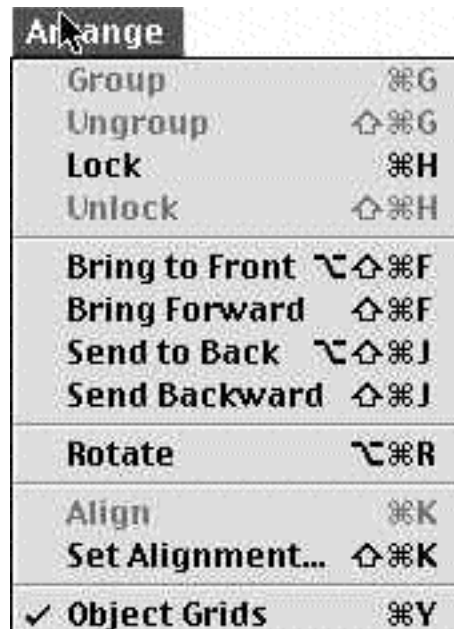 Arrange
Group ⌘G
Ungroup ⇧⌘G
Lock ⌘H
Unlock ⇧⌘H
Bring to Front ⌥⇧⌘F
Bring Forward ⇧⌘F
Send to Back ⌥⇧⌘J
Send Backward ⇧⌘J
Rotate ⌥⌘R
Align ⌘K
Set Alignment... ⇧⌘K
✓ Object Grids ⌘Y